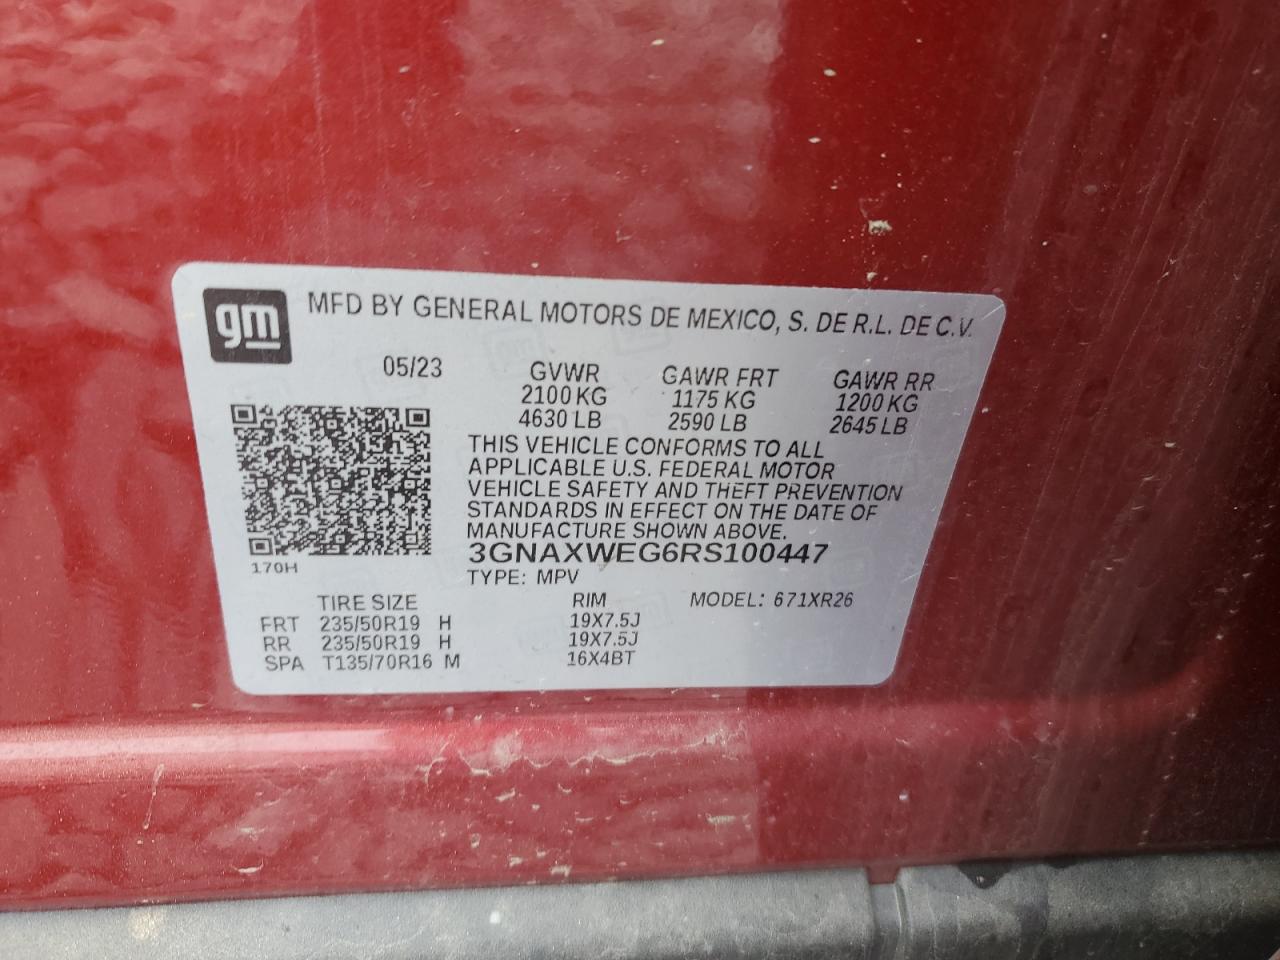 gm
MFD BY GENERAL MOTORS DE MEXICO, S. DE R.L. DE C.V.
05/23 GVWR GAWR FRT GAWR RR
2100 KG 1175 KG 1200 KG
4630 LB 2590 LB 2645 LB
THIS VEHICLE CONFORMS TO ALL
APPLICABLE U.S. FEDERAL MOTOR
VEHICLE SAFETY AND THEFT PREVENTION
STANDARDS IN EFFECT ON THE DATE OF
MANUFACTURE SHOWN ABOVE.
3GNAXWEG6RS100447
170H
TYPE: MPV
MODEL: 671XR26
TIRE SIZE RIM
FRT 235/50R19 H 19X7.5J
RR 235/50R19 H 19X7.5J
SPA T135/70R16 M 16X4BT